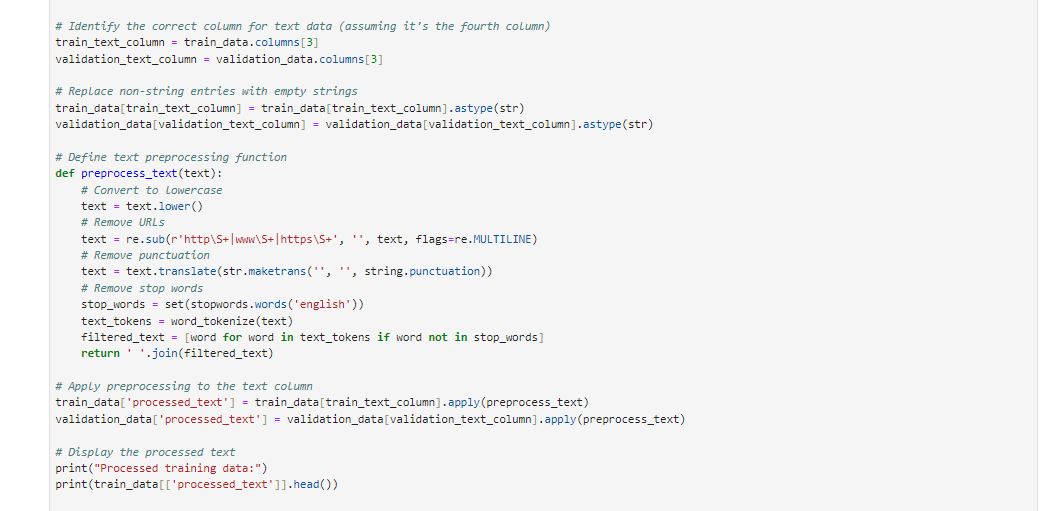 # Identify the correct column for text data (assuming it's the fourth column)
train_text_column = train_data.columns[3]
validation_text_column = validation_data.columns[3]

# Replace non-string entries with empty strings
train_data[train_text_column] = train_data[train_text_column].astype(str)
validation_data[validation_text_column] = validation_data[validation_text_column].astype(str)

# Define text preprocessing function
def preprocess_text(text):
    # Convert to lowercase
    text = text.lower()
    # Remove URLs
    text = re.sub(r'http\S+|www\S+|https\S+', '', text, flags=re.MULTILINE)
    # Remove punctuation
    text = text.translate(str.maketrans('', '', string.punctuation))
    # Remove stop words
    stop_words = set(stopwords.words('english'))
    text_tokens = word_tokenize(text)
    filtered_text = [word for word in text_tokens if word not in stop_words]
    return ' '.join(filtered_text)

# Apply preprocessing to the text column
train_data['processed_text'] = train_data[train_text_column].apply(preprocess_text)
validation_data['processed_text'] = validation_data[validation_text_column].apply(preprocess_text)

# Display the processed text
print("Processed training data:")
print(train_data[['processed_text']].head())